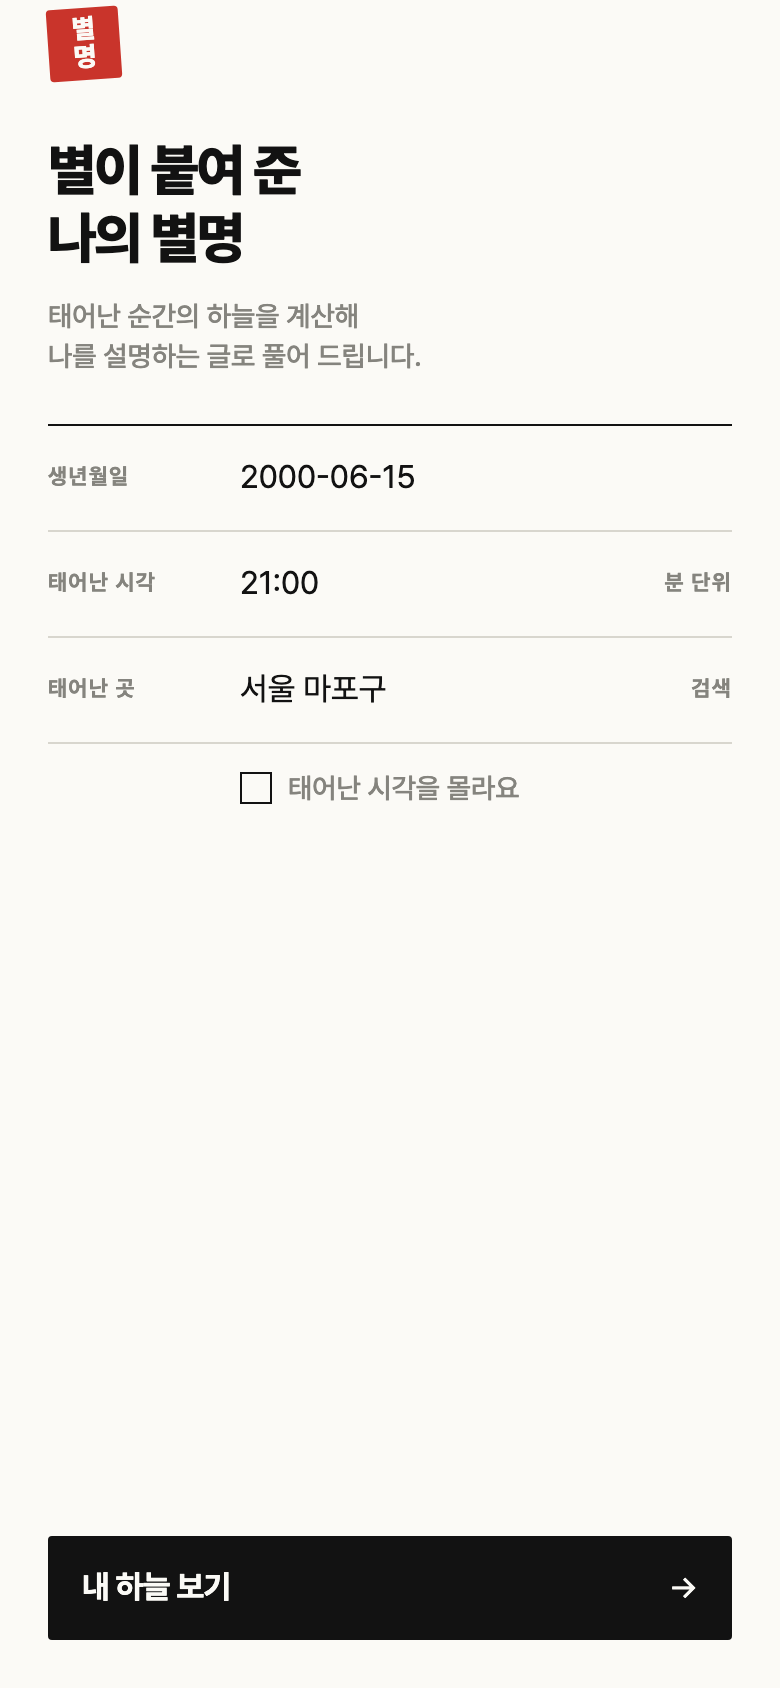 별
명
별이 붙여 준
나의 별명
태어난 순간의 하늘을 계산해
나를 설명하는 글로 풀어 드립니다.
생년월일 2000-06-15
태어난 시각 21:00 분 단위
태어난 곳 서울 마포구 검색
태어난 시각을 몰라요
내 하늘 보기 →